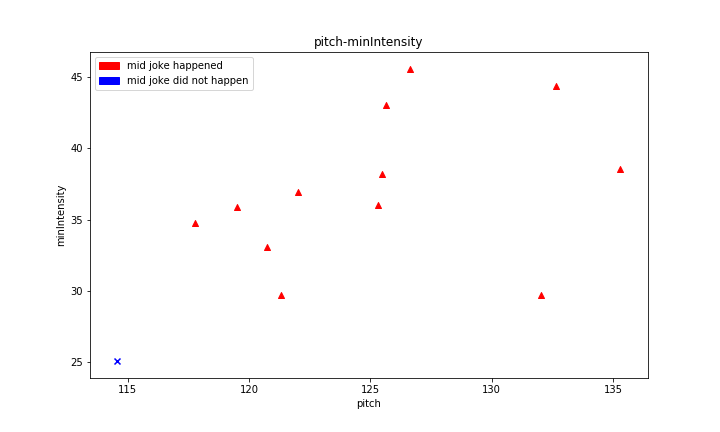 pitch-minIntensity
mid joke happened
mid joke did not happen
minIntensity
45
40
35
30
25
115 120 125 130 135
pitch